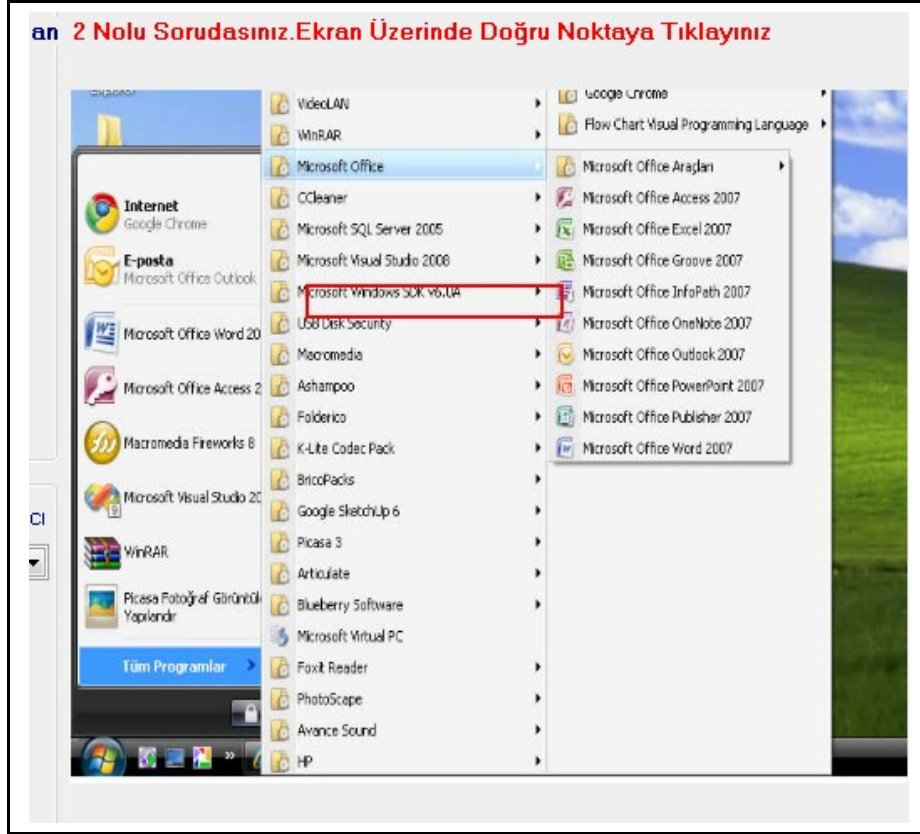 an 2 Nolu Sorudasınız.Ekran Üzerinde Doğru Noktaya Tıklayınız
Internet
Google Chrome
E-posta
Microsoft Office Outlook
Microsoft Office Word 20
Microsoft Office Access 2
Macromedia Fireworks 8
Microsoft Visual Studio 20
WinRAR
Picasa Fotoğraf Görüntül
Yapılandır
Tüm Programlar
CI
VideoLAN
WinRAR
Microsoft Office
CCleaner
Microsoft SQL Server 2005
Microsoft Visual Studio 2008
Microsoft Windows SDK v6.0A
USB Disk Security
Macromedia
Ashampoo
Folderico
K-Lite Codec Pack
BricoPacks
Google SketchUp 6
Picasa 3
Articulate
Blueberry Software
Microsoft Virtual PC
Foxit Reader
PhotoScape
Avance Sound
HP
Google Chrome
Flow Chart Visual Programming Language
Microsoft Office Araçları
Microsoft Office Access 2007
Microsoft Office Excel 2007
Microsoft Office Groove 2007
Microsoft Office InfoPath 2007
Microsoft Office OneNote 2007
Microsoft Office Outlook 2007
Microsoft Office PowerPoint 2007
Microsoft Office Publisher 2007
Microsoft Office Word 2007